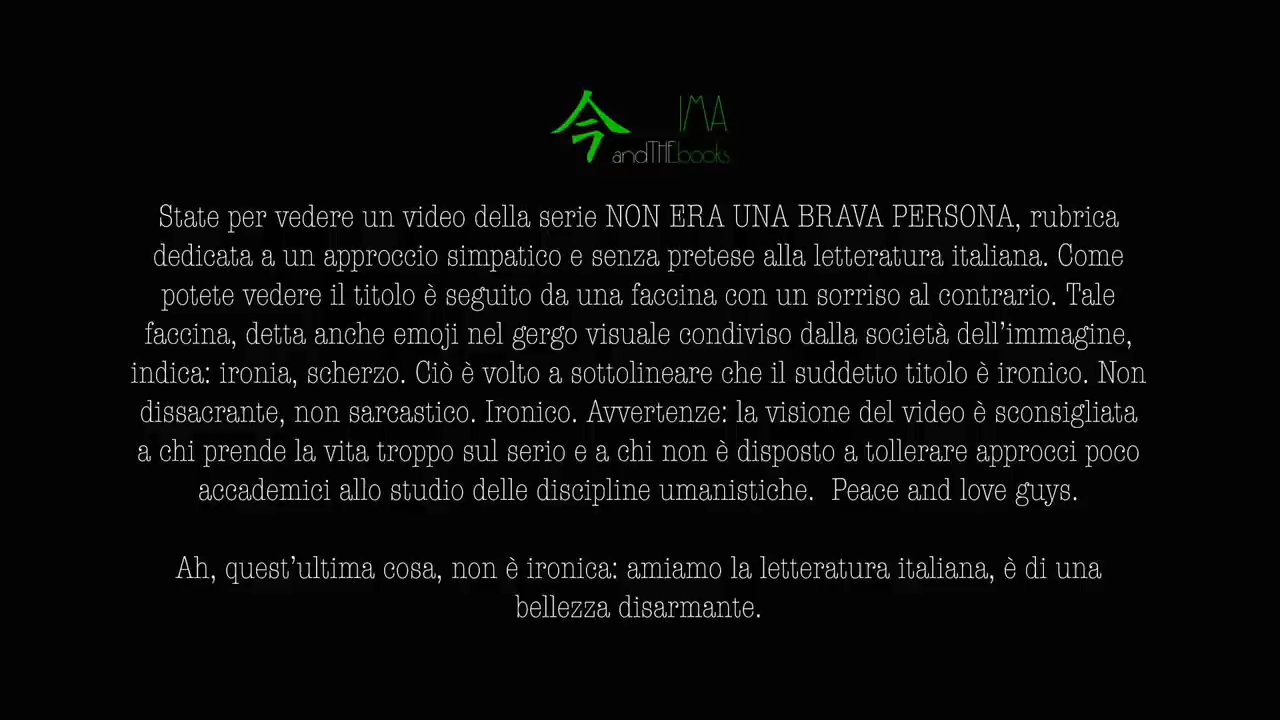 今 IMA
andTHEbooks
State per vedere un video della serie NON ERA UNA BRAVA PERSONA, rubrica
dedicata a un approccio simpatico e senza pretese alla letteratura italiana. Come
potete vedere il titolo è seguito da una faccina con un sorriso al contrario. Tale
faccina, detta anche emoji nel gergo visuale condiviso dalla società dell'immagine,
indica: ironia, scherzo. Ciò è volto a sottolineare che il suddetto titolo è ironico. Non
dissacrante, non sarcastico. Ironico. Avvertenze: la visione del video è sconsigliata
a chi prende la vita troppo sul serio e a chi non è disposto a tollerare approcci poco
accademici allo studio delle discipline umanistiche.  Peace and love guys.
Ah, quest'ultima cosa, non è ironica: amiamo la letteratura italiana, è di una
bellezza disarmante.